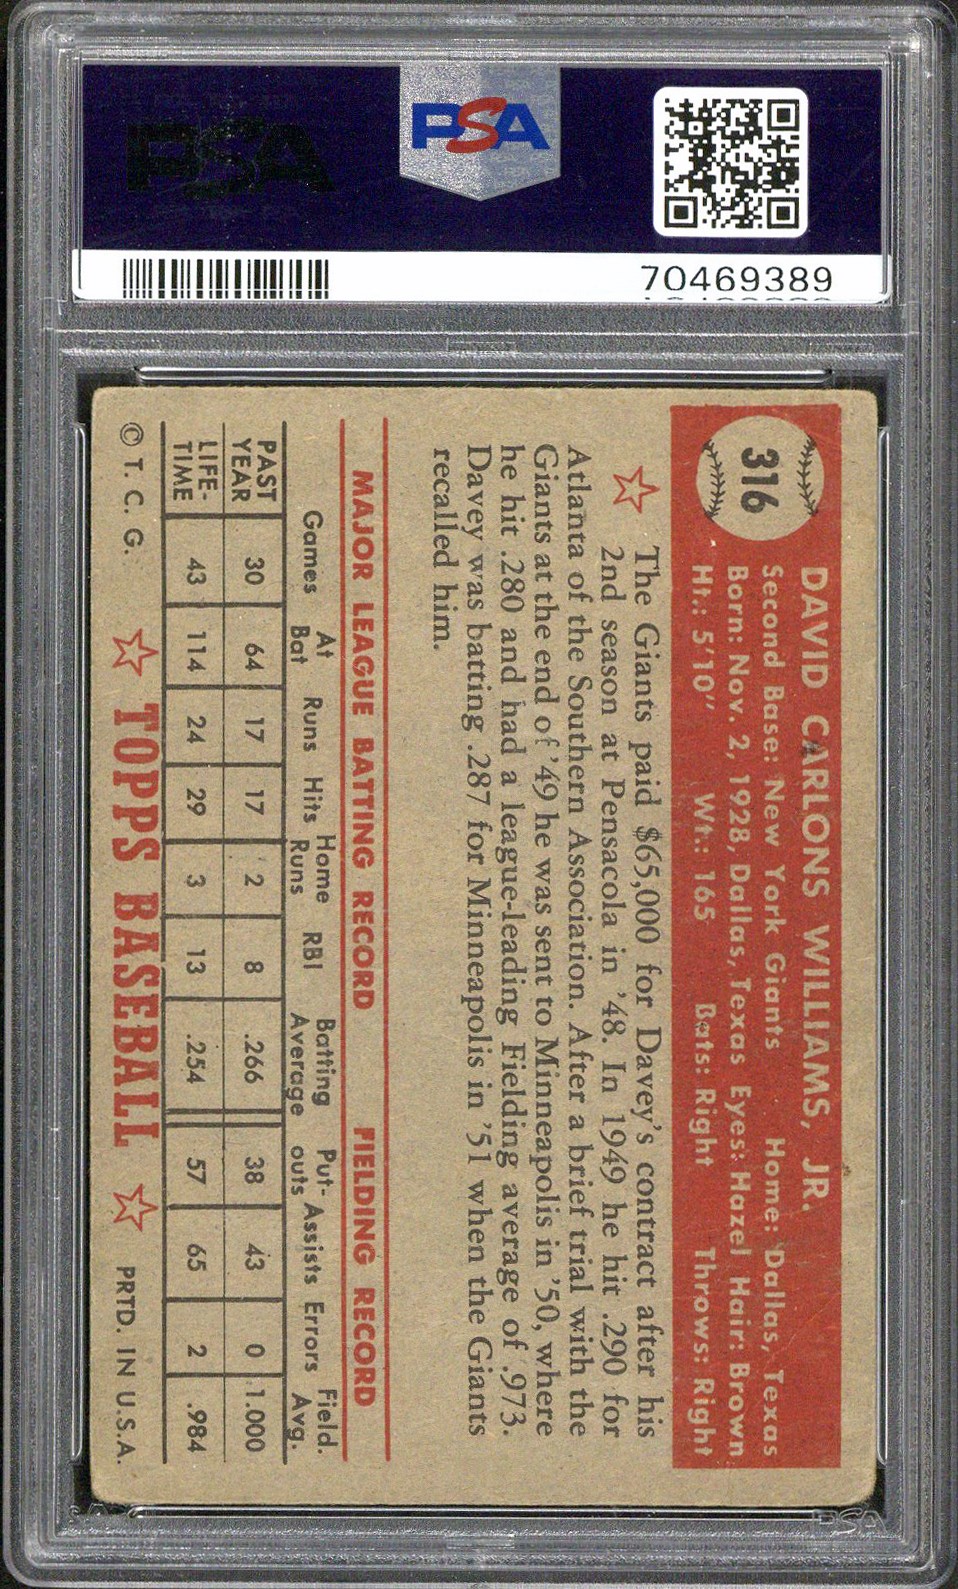 PSA
PSA
70469389
316
DAVID CARLONS WILLIAMS, JR.
Second Base: New York Giants Home: Dallas, Texas
Born: Nov. 2, 1928, Dallas, Texas Eyes: Hazel Hair: Brown
Ht.: 5'10" Wt.: 165 Bats: Right Throws: Right
The Giants paid $65,000 for Davey's contract after his
2nd season at Pensacola in '48. In 1949 he hit .290 for
Atlanta of the Southern Association. After a brief trial with the
Giants at the end of '49 he was sent to Minneapolis in '50, where
he hit .280 and had a league-leading Fielding average of .973.
Davey was batting .287 for Minneapolis in '51 when the Giants
recalled him.
MAJOR LEAGUE BATTING RECORD FIELDING RECORD
Games At Bat Runs Hits Home Runs RBI Batting Average Put-outs Assists Errors Field. Avg.
PAST YEAR 30 64 17 17 2 8 .266 38 43 0 1.000
LIFE-TIME 43 114 24 29 3 13 .254 57 65 2 .984
© T. C. G. TOPPS BASEBALL PRTD. IN U.S.A.
PSA